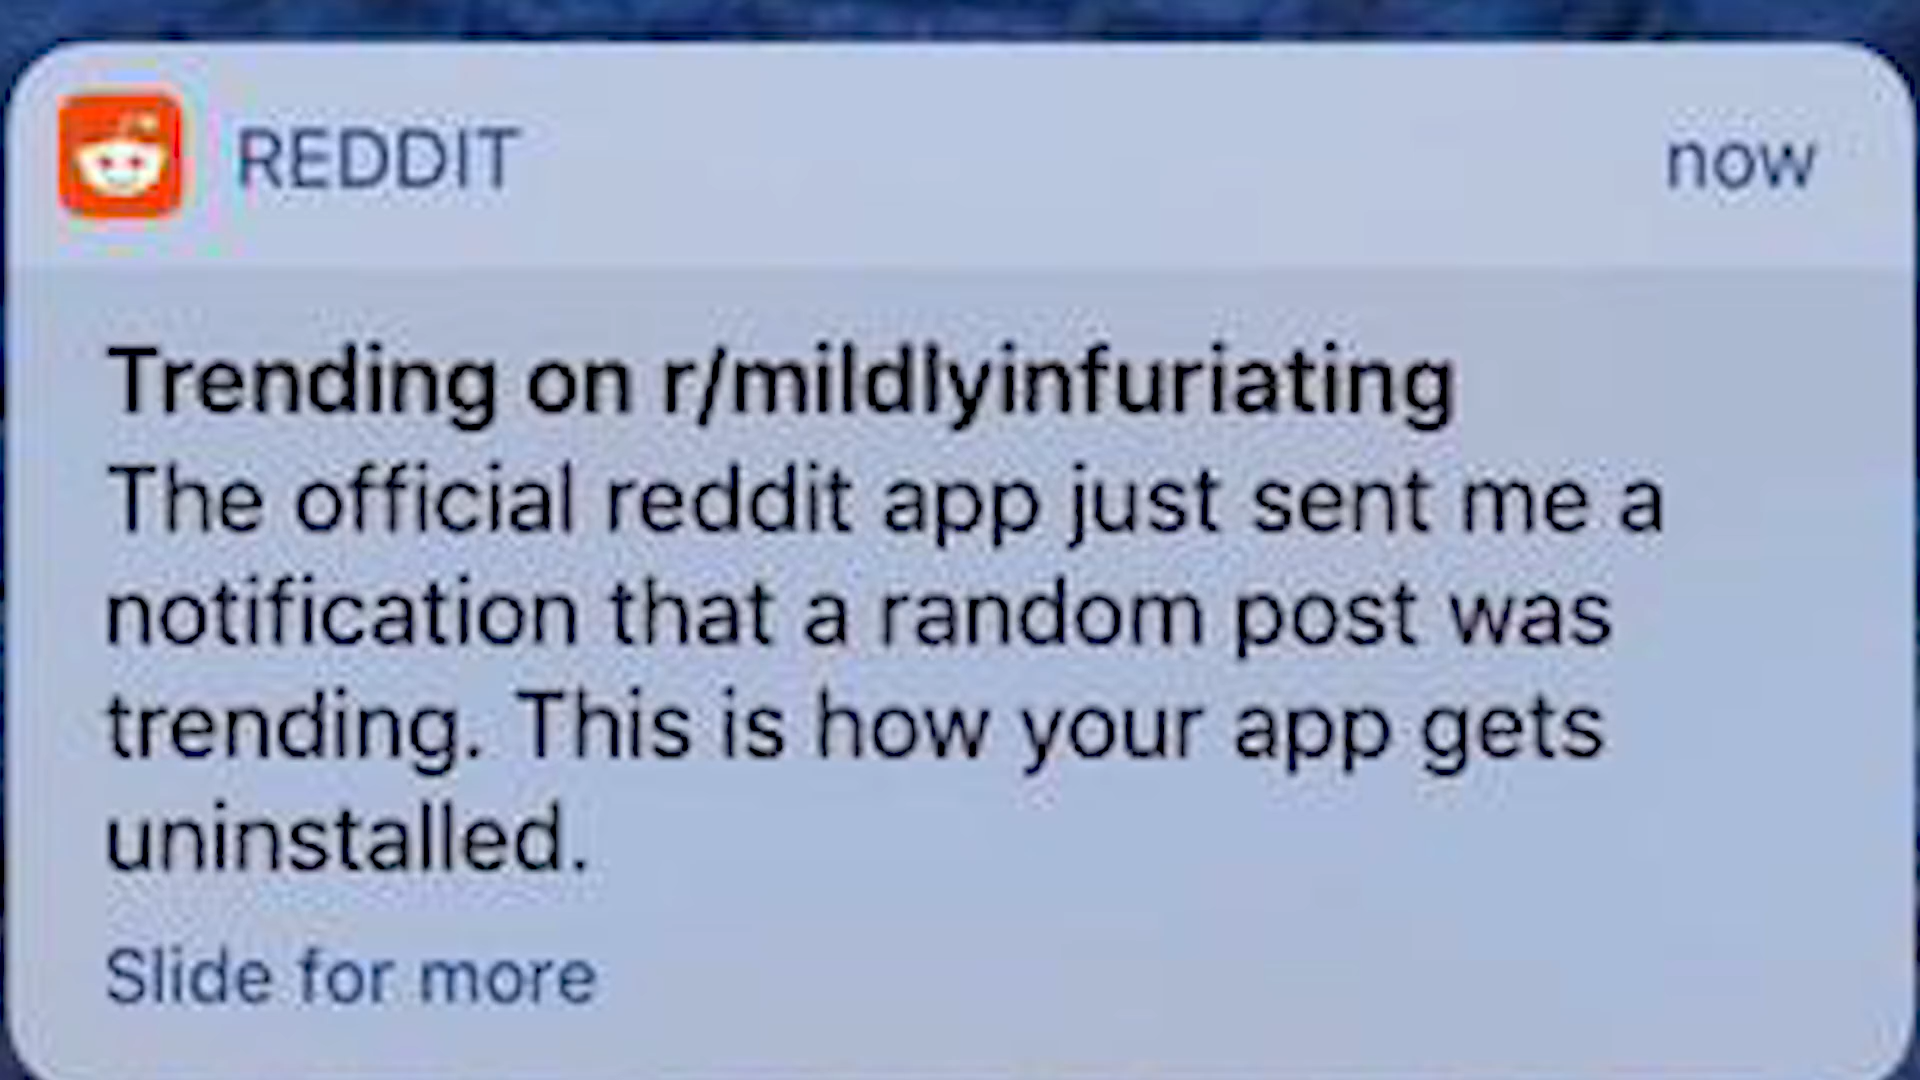 REDDIT
now
Trending on r/mildlyinfuriating
The official reddit app just sent me a
notification that a random post was
trending. This is how your app gets
uninstalled.
Slide for more